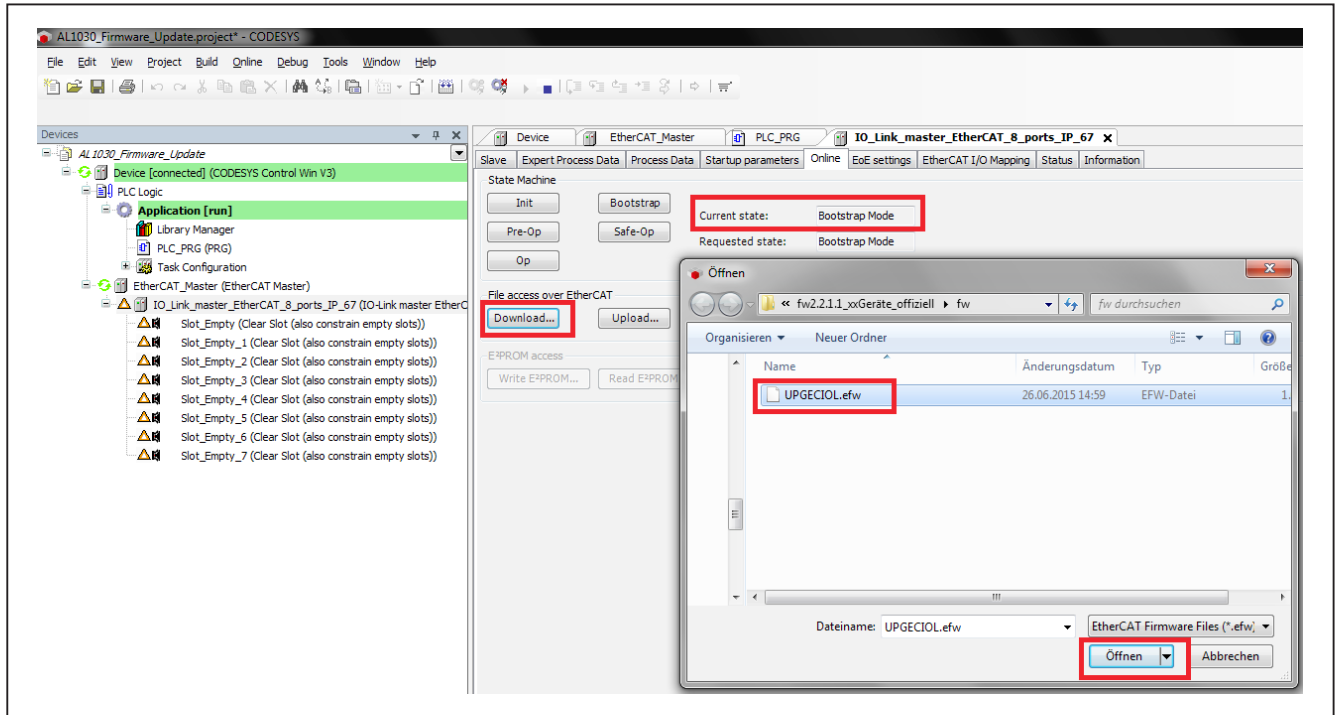 AL1030_Firmware_Update.project* - CODESYS
File Edit View Project Build Online Debug Tools Window Help
Devices
AL1030_Firmware_Update
Device [connected] (CODESYS Control Win V3)
PLC Logic
Application [run]
Library Manager
PLC_PRG (PRG)
Task Configuration
EtherCAT_Master (EtherCAT Master)
IO_Link_master_EtherCAT_8_ports_IP_67 (IO-Link master EtherC
Slot_Empty (Clear Slot (also constrain empty slots))
Slot_Empty_1 (Clear Slot (also constrain empty slots))
Slot_Empty_2 (Clear Slot (also constrain empty slots))
Slot_Empty_3 (Clear Slot (also constrain empty slots))
Slot_Empty_4 (Clear Slot (also constrain empty slots))
Slot_Empty_5 (Clear Slot (also constrain empty slots))
Slot_Empty_6 (Clear Slot (also constrain empty slots))
Slot_Empty_7 (Clear Slot (also constrain empty slots))
Device EtherCAT_Master PLC_PRG IO_Link_master_EtherCAT_8_ports_IP_67
Slave Expert Process Data Process Data Startup parameters Online EoE settings EtherCAT I/O Mapping Status Information
State Machine
Init Bootstrap
Current state: Bootstrap Mode
Pre-Op Safe-Op
Requested state: Bootstrap Mode
Op
File access over EtherCAT
Download... Upload...
E²PROM access
Write E²PROM... Read E²PROM
Öffnen
« fw2.2.1.1_xxGeräte_offiziell fw fw durchsuchen
Organisieren Neuer Ordner
Name Änderungsdatum Typ Größe
UPGECIOL.efw 26.06.2015 14:59 EFW-Datei 1.
Dateiname: UPGECIOL.efw EtherCAT Firmware Files (*.efw)
Öffnen Abbrechen